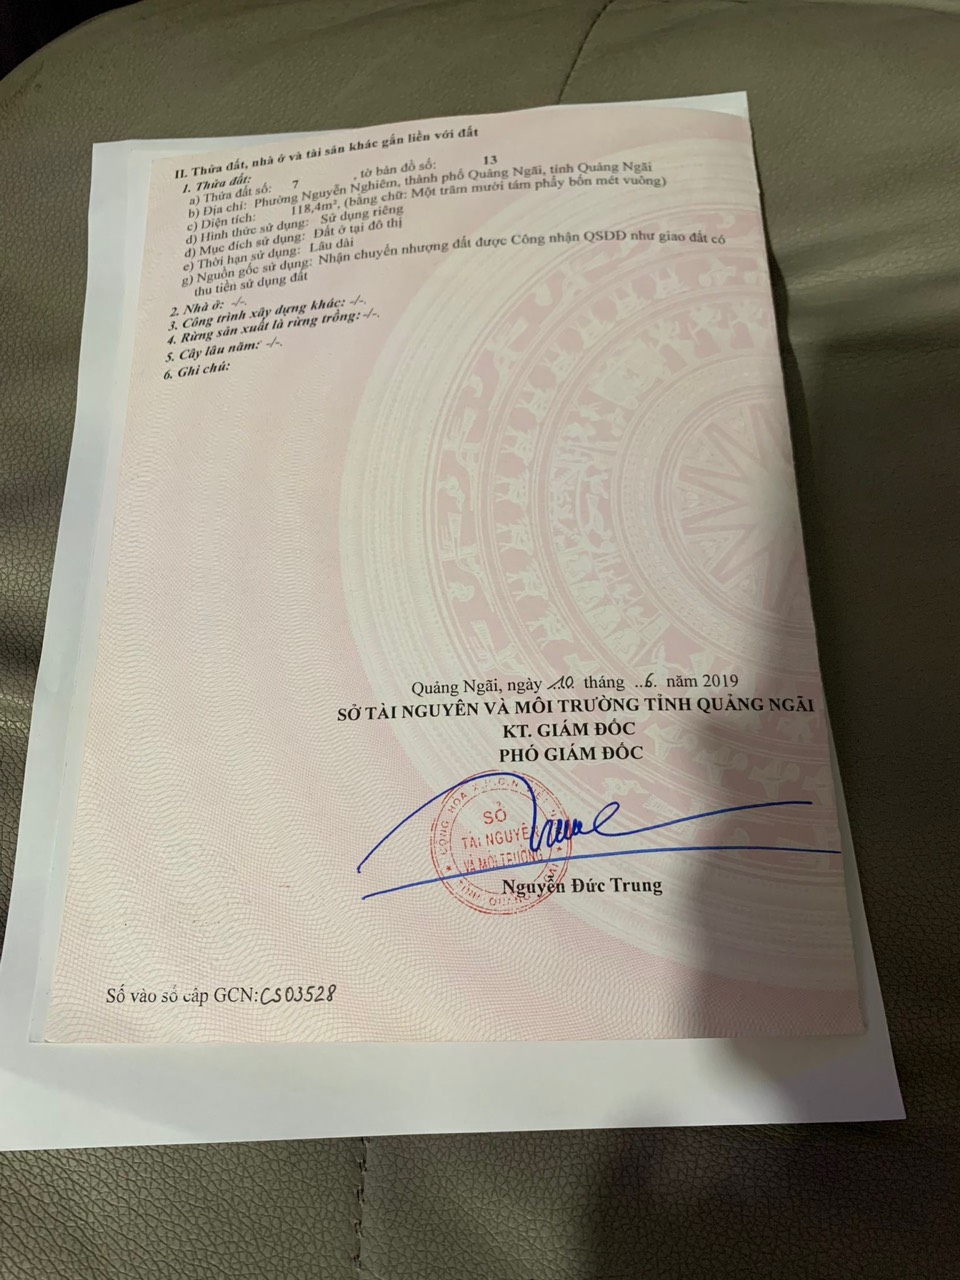 II. Thửa đất, nhà ở và tài sản khác gắn liền với đất
1. Thửa đất:
a) Thửa đất số: 7 , tờ bản đồ số: 13
b) Địa chỉ: Phường Nguyễn Nghiêm, thành phố Quảng Ngãi, tỉnh Quảng Ngãi
c) Diện tích: 118,4m², (bằng chữ: Một trăm mười tám phẩy bốn mét vuông)
d) Hình thức sử dụng: Sử dụng riêng
đ) Mục đích sử dụng: Đất ở tại đô thị
e) Thời hạn sử dụng: Lâu dài
g) Nguồn gốc sử dụng: Nhận chuyển nhượng đất được Công nhận QSDĐ như giao đất có
thu tiền sử dụng đất
2. Nhà ở: -/-.
3. Công trình xây dựng khác: -/-.
4. Rừng sản xuất là rừng trồng: -/-.
5. Cây lâu năm: -/-.
6. Ghi chú:
Quảng Ngãi, ngày 10 tháng 6 năm 2019
SỞ TÀI NGUYÊN VÀ MÔI TRƯỜNG TỈNH QUẢNG NGÃI
KT. GIÁM ĐỐC
PHÓ GIÁM ĐỐC
SỞ
TÀI NGUYÊN
VÀ MÔI TRƯỜNG
Nguyễn Đức Trung
Số vào sổ cấp GCN: CS03528